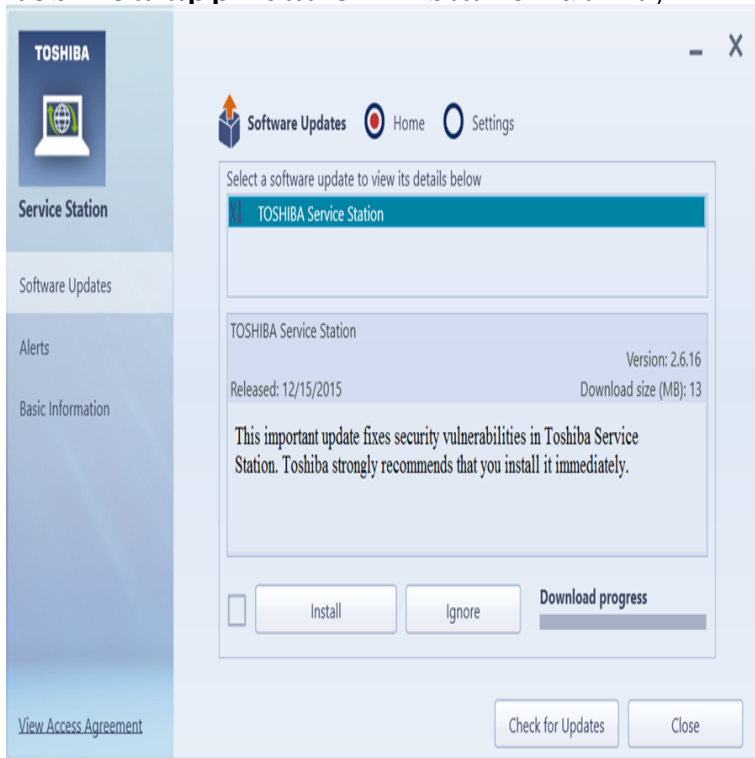 TOSHIBA
Service Station
Software Updates
Alerts
Basic Information
View Access Agreement
Software Updates Home Settings
Select a software update to view its details below
TOSHIBA Service Station
TOSHIBA Service Station
Version: 2.6.16
Released: 12/15/2015 Download size (MB): 13
This important update fixes security vulnerabilities in Toshiba Service
Station. Toshiba strongly recommends that you install it immediately.
Install Ignore Download progress
Check for Updates Close